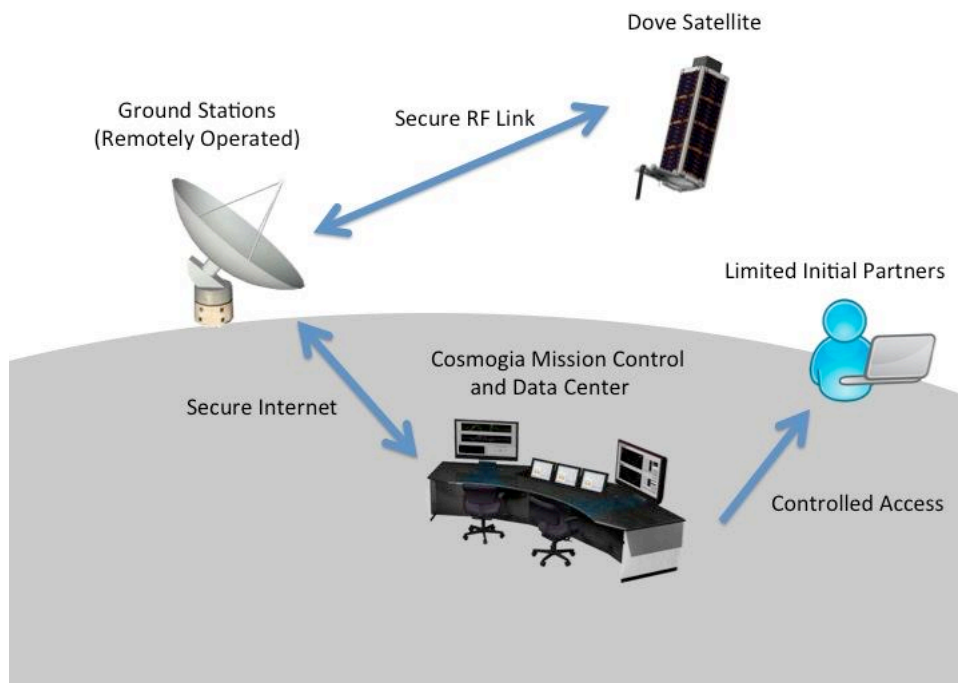 Dove Satellite
Ground Stations
(Remotely Operated)
Secure RF Link
Limited Initial Partners
Cosmogia Mission Control
and Data Center
Secure Internet
Controlled Access